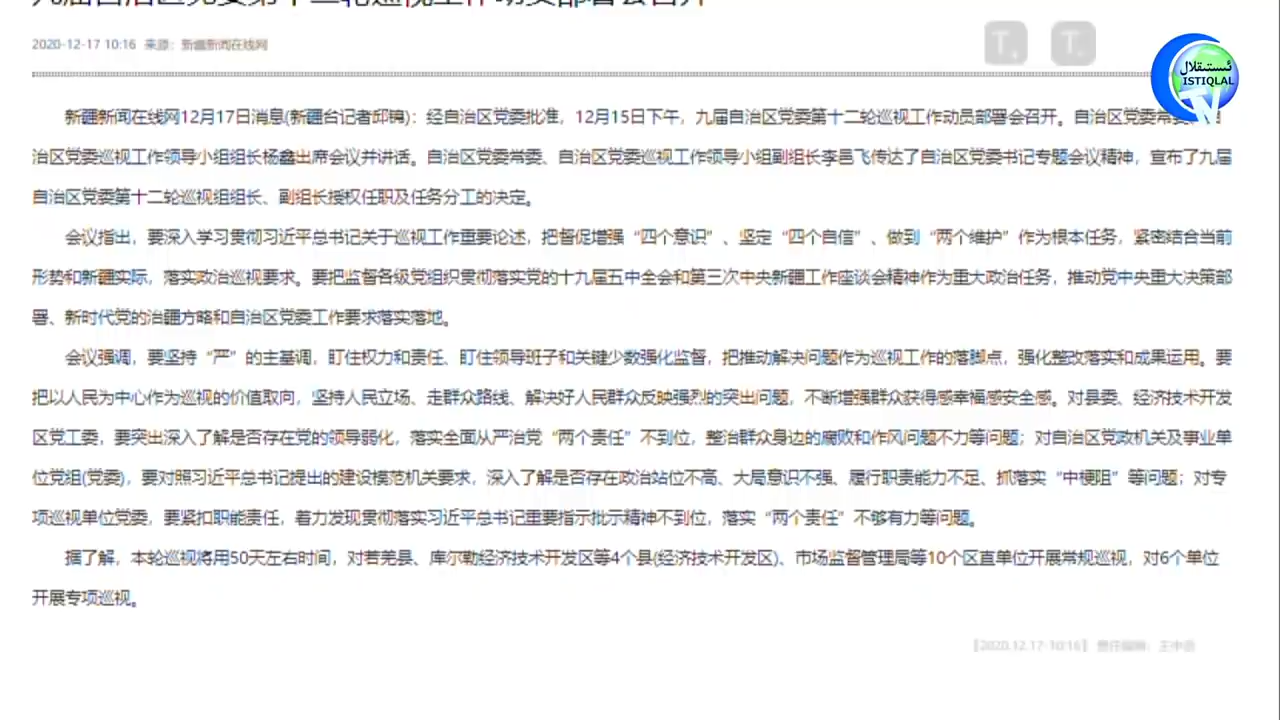 九届自治区党委第十二轮巡视工作动员部署会召开
2020-12-17 10:16 来源：新疆新闻在线网
ئىستىقلال
ISTIQLAL
TV
新疆新闻在线网12月17日消息(新疆台记者邱鸣)：经自治区党委批准，12月15日下午，九届自治区党委第十二轮巡视工作动员部署会召开。自治区党委常委、自
治区党委巡视工作领导小组组长杨鑫出席会议并讲话。自治区党委常委、自治区党委巡视工作领导小组副组长李邑飞传达了自治区党委书记专题会议精神，宣布了九届
自治区党委第十二轮巡视组组长、副组长授权任职及任务分工的决定。
会议指出，要深入学习贯彻习近平总书记关于巡视工作重要论述，把督促增强“四个意识”、坚定“四个自信”、做到“两个维护”作为根本任务，紧密结合当前
形势和新疆实际，落实政治巡视要求。要把监督各级党组织贯彻落实党的十九届五中全会和第三次中央新疆工作座谈会精神作为重大政治任务，推动党中央重大决策部
署、新时代党的治疆方略和自治区党委工作要求落实落地。
会议强调，要坚持“严”的主基调，盯住权力和责任、盯住领导班子和关键少数强化监督，把推动解决问题作为巡视工作的落脚点，强化整改落实和成果运用。要
把以人民为中心作为巡视的价值取向，坚持人民立场、走群众路线、解决好人民群众反映强烈的突出问题，不断增强群众获得感幸福感安全感。对县委、经济技术开发
区党工委，要突出深入了解是否存在党的领导弱化，落实全面从严治党“两个责任”不到位，整治群众身边的腐败和作风问题不力等问题；对自治区党政机关及事业单
位党组(党委)，要对照习近平总书记提出的建设模范机关要求，深入了解是否存在政治站位不高、大局意识不强、履行职责能力不足、抓落实“中梗阻”等问题；对专
项巡视单位党委，要紧扣职能责任，着力发现贯彻落实习近平总书记重要指示批示精神不到位，落实“两个责任”不够有力等问题。
据了解，本轮巡视将用50天左右时间，对若羌县、库尔勒经济技术开发区等4个县(经济技术开发区)、市场监督管理局等10个区直单位开展常规巡视，对6个单位
开展专项巡视。
【2020.12.17-10:16】 责任编辑：